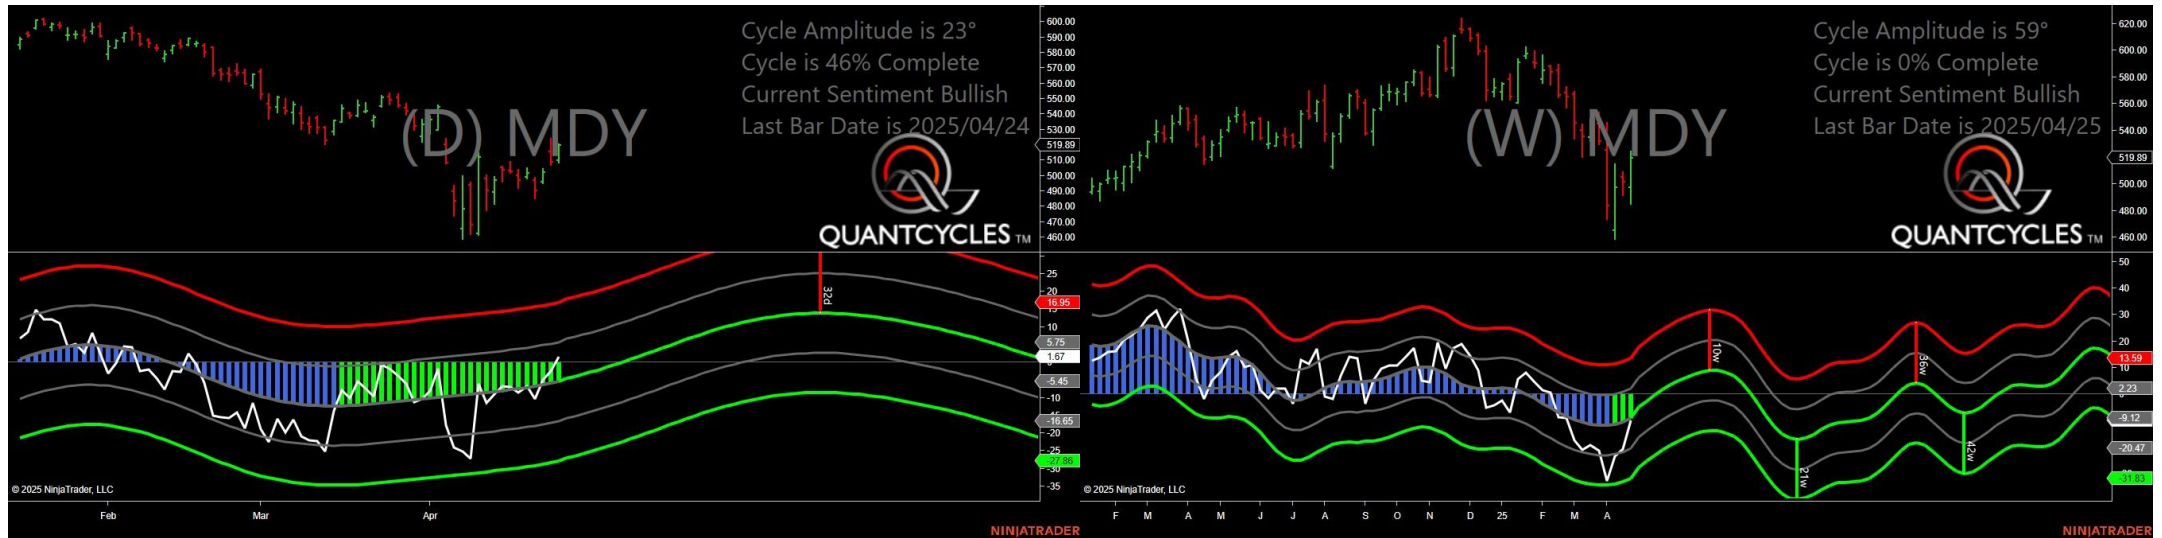 Cycle Amplitude is 23°
Cycle is 46% Complete
Current Sentiment Bullish
Last Bar Date is 2025/04/24
(D) MDY
QUANTCYCLES TM
600.00
590.00
580.00
570.00
560.00
550.00
540.00
530.00
519.89
510.00
500.00
490.00
480.00
470.00
460.00
32d
25
20
16.95
15
10
5.75
1.67
-5.45
-10
-16.65
-20
-25
-27.86
-30
-35
© 2025 NinjaTrader, LLC
Feb
Mar
Apr
NINJATRADER
Cycle Amplitude is 59°
Cycle is 0% Complete
Current Sentiment Bullish
Last Bar Date is 2025/04/25
(W) MDY
QUANTCYCLES TM
620.00
600.00
580.00
560.00
540.00
519.89
500.00
480.00
460.00
10w
21w
36w
42w
50
40
30
20
13.59
10
2.23
0
-9.12
-20.47
-31.83
© 2025 NinjaTrader, LLC
F M A M J J A S O N D 25 F M A
NINJATRADER